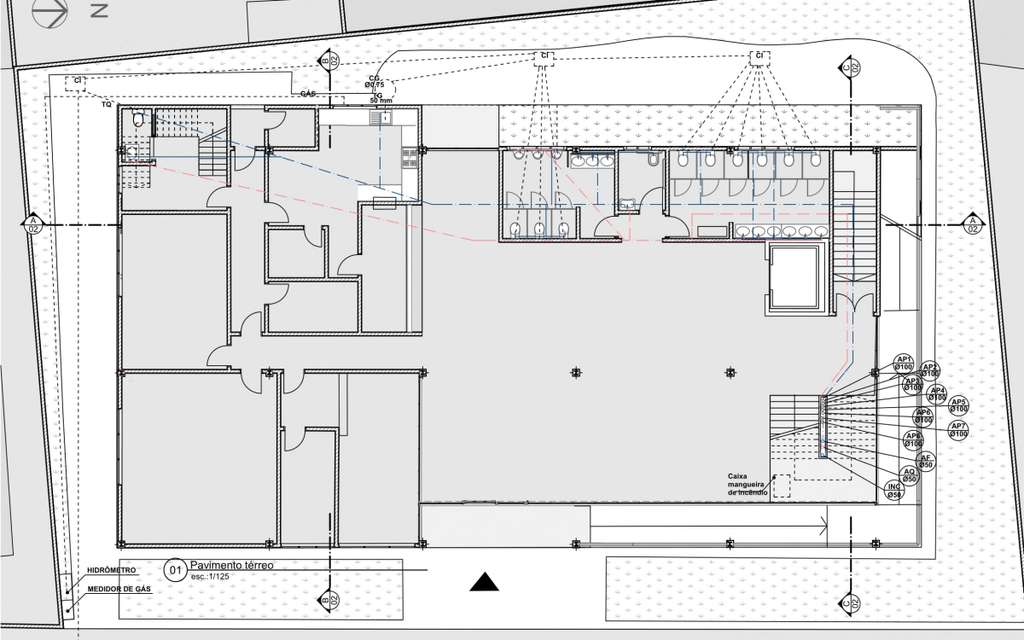 N
B
02
C
02
CI
CI
CI
CG
Ø0,75
GÁS
TG
50 mm
TQ
A
02
A
02
AP1
Ø100
AP2
Ø100
AP3
Ø100
AP4
Ø100
AP5
Ø100
AP6
Ø100
AP7
Ø100
AP8
Ø100
AF
Ø50
AQ
Ø50
INC
Ø50
Caixa
mangueira
de incêndio
01
Pavimento térreo
esc.:1/125
HIDRÔMETRO
MEDIDOR DE GÁS
B
02
C
02